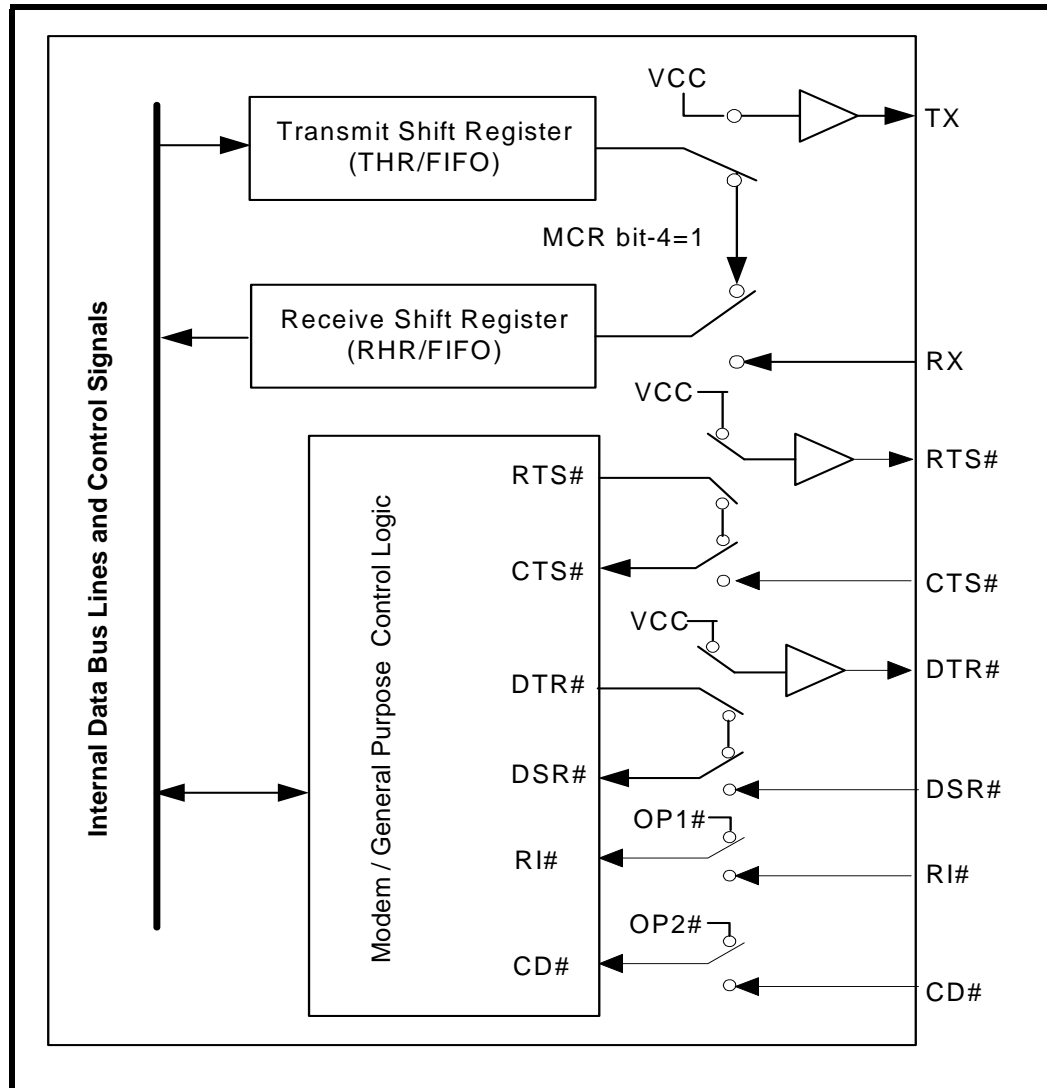 VCC
TX
Transmit Shift Register
(THR/FIFO)
MCR bit-4=1
Receive Shift Register
(RHR/FIFO)
RX
VCC
RTS#
RTS#
CTS#
CTS#
VCC
DTR#
DTR#
DSR#
DSR#
OP1#
RI#
RI#
OP2#
CD#
CD#
Internal Data Bus Lines and Control Signals
Modem / General Purpose Control Logic